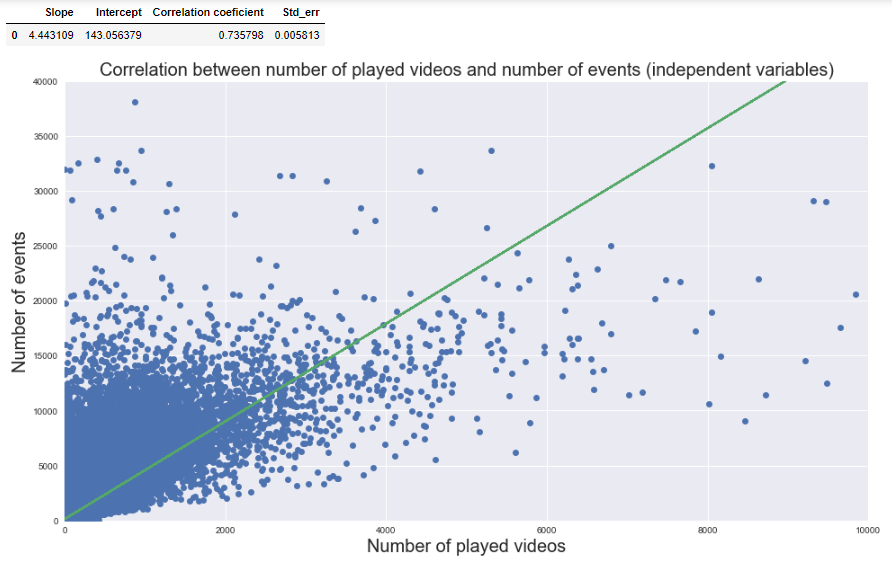 Slope Intercept Correlation coeficient Std_err
0 4.443109 143.056379 0.735798 0.005813
Correlation between number of played videos and number of events (independent variables)
40000
35000
30000
25000
20000
15000
10000
5000
0
Number of events
0 2000 4000 6000 8000 10000
Number of played videos